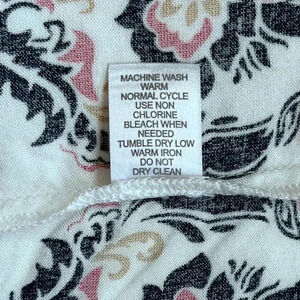 MACHINE WASH
WARM
NORMAL CYCLE
USE NON
CHLORINE
BLEACH WHEN
NEEDED
TUMBLE DRY LOW
WARM IRON
DO NOT
DRY CLEAN